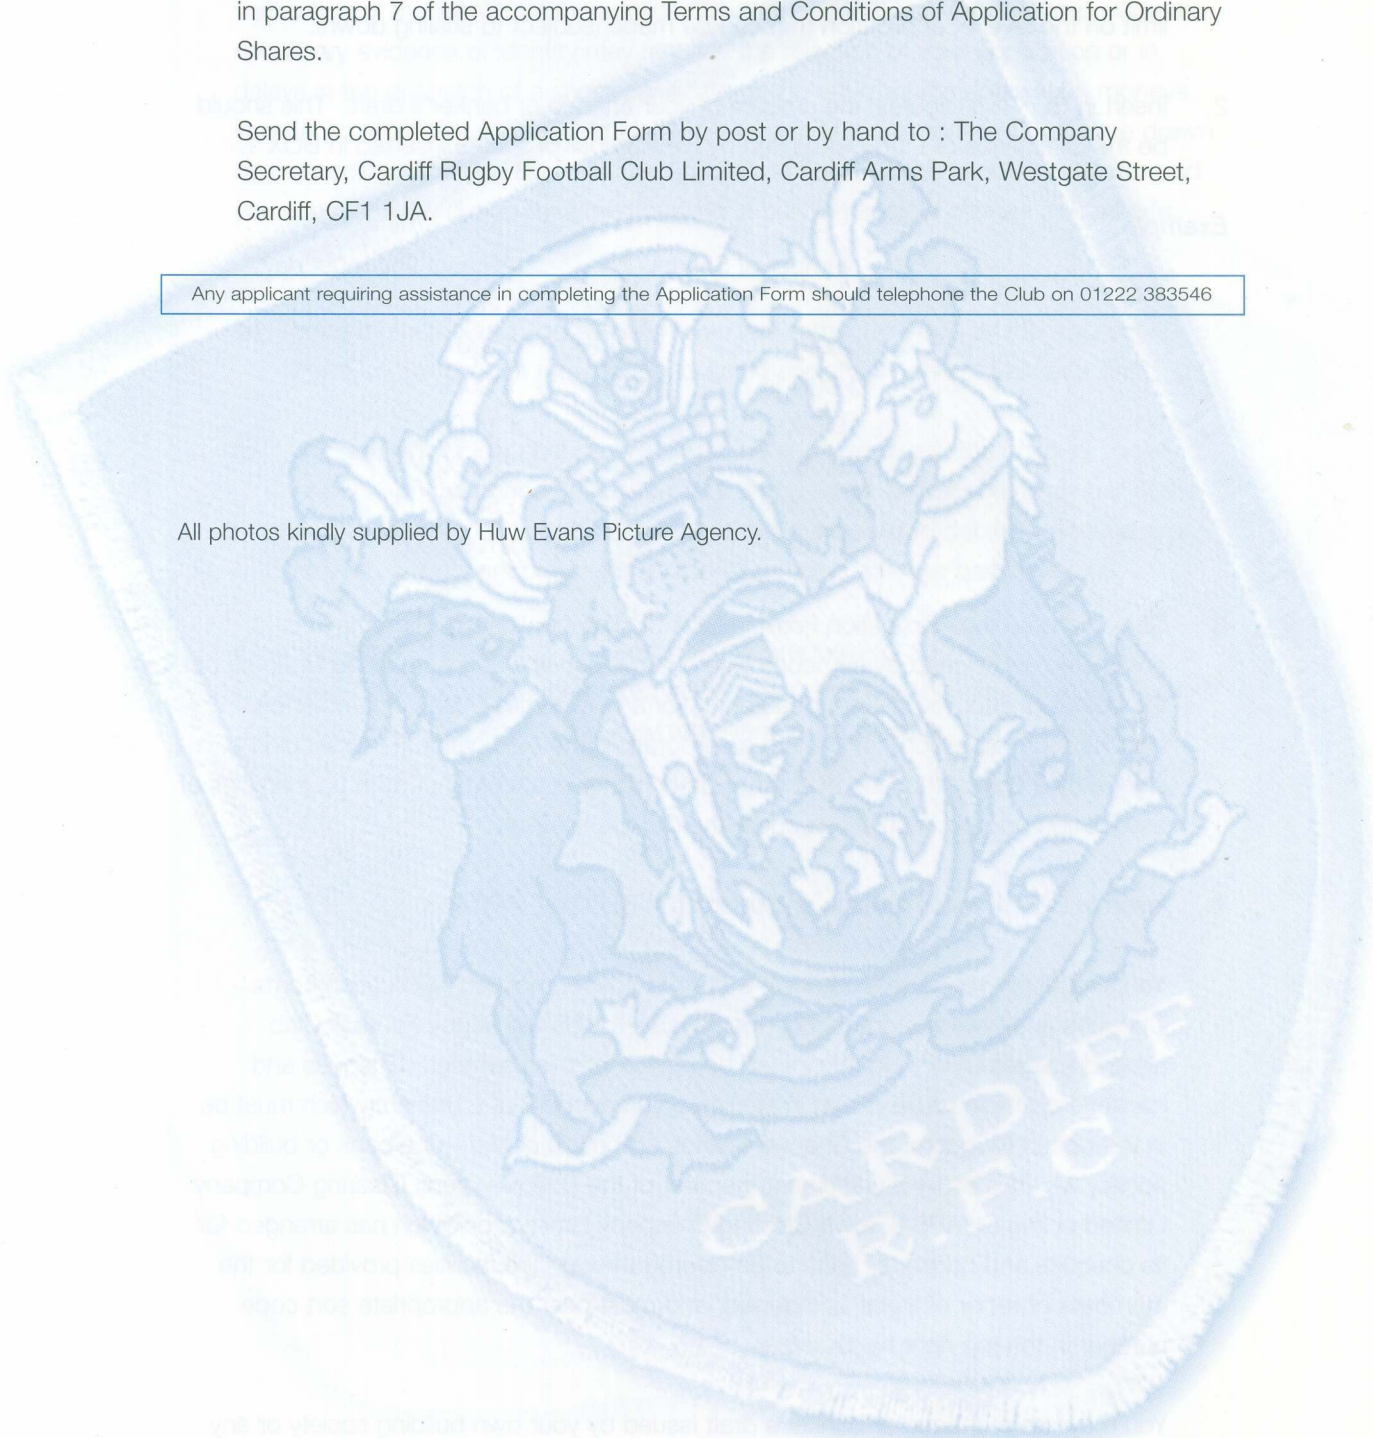 in paragraph 7 of the accompanying Terms and Conditions of Application for Ordinary
Shares.
Send the completed Application Form by post or by hand to : The Company
Secretary, Cardiff Rugby Football Club Limited, Cardiff Arms Park, Westgate Street,
Cardiff, CF1 1JA.
Any applicant requiring assistance in completing the Application Form should telephone the Club on 01222 383546
All photos kindly supplied by Huw Evans Picture Agency.
CARDIFF
R.F.C